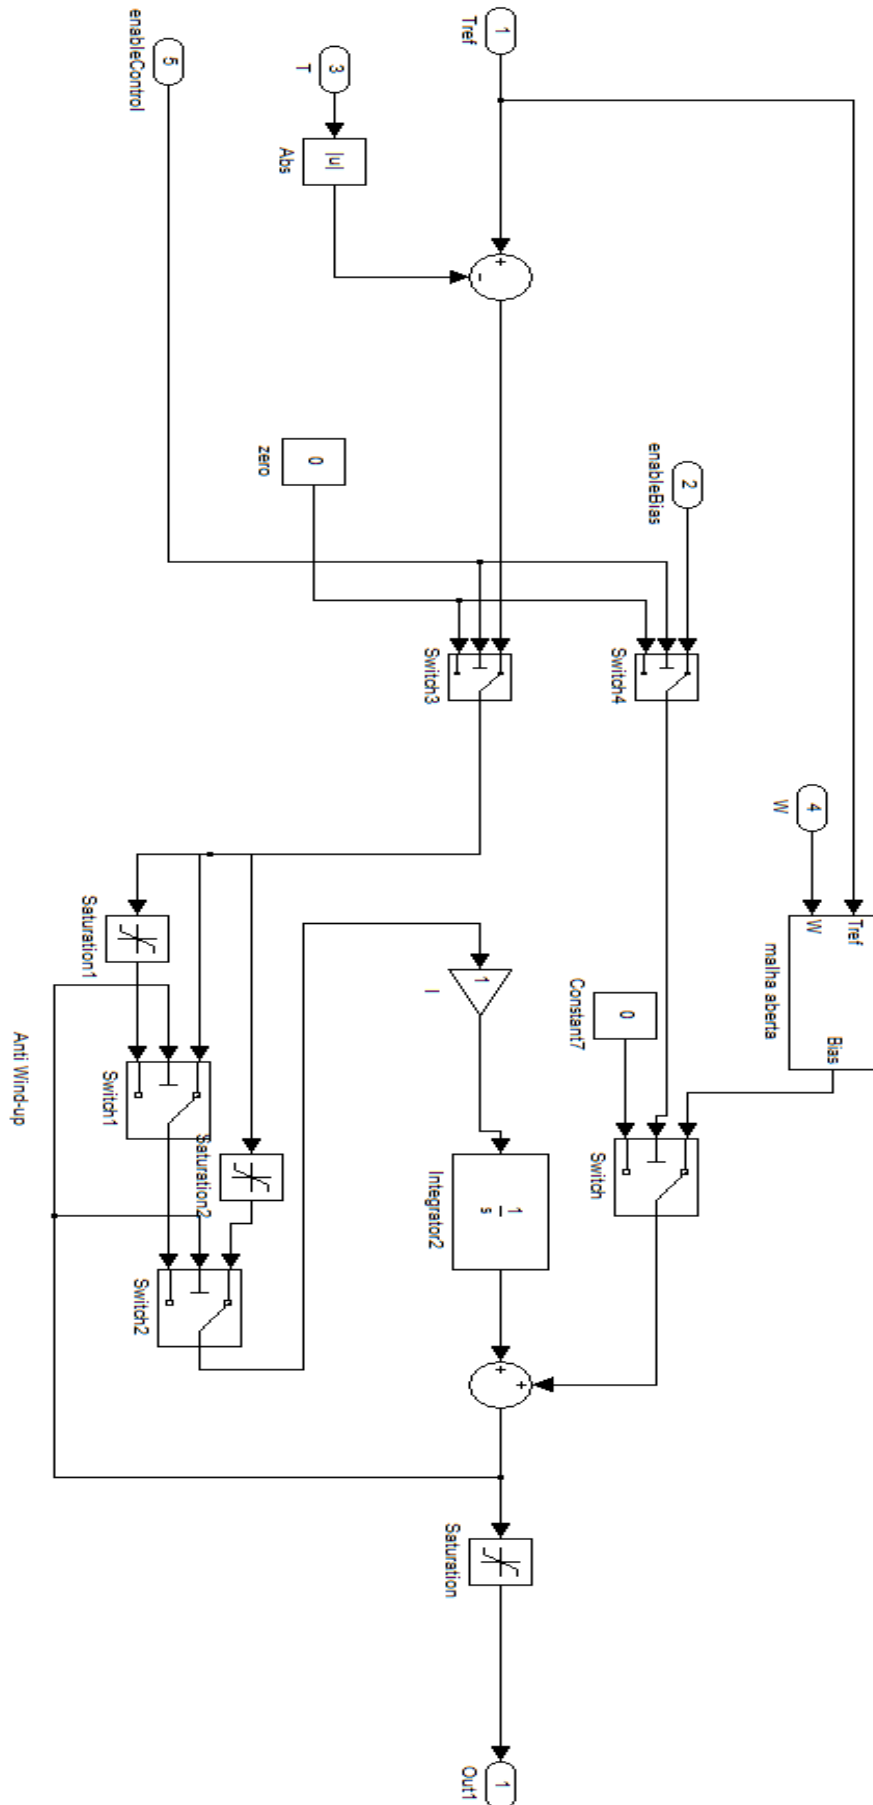 1
Tref
3
T
5
enableControl
|u|
Abs
+
-
0
zero
2
enableBias
Switch3
Switch4
4
W
Tref
W
malha aberta
Bias
Saturation1
1
I
0
Constant7
Anti Wind-up
Switch1
Saturation2
1
s
Integrator2
Switch
Switch2
+
+
Saturation
1
Out1